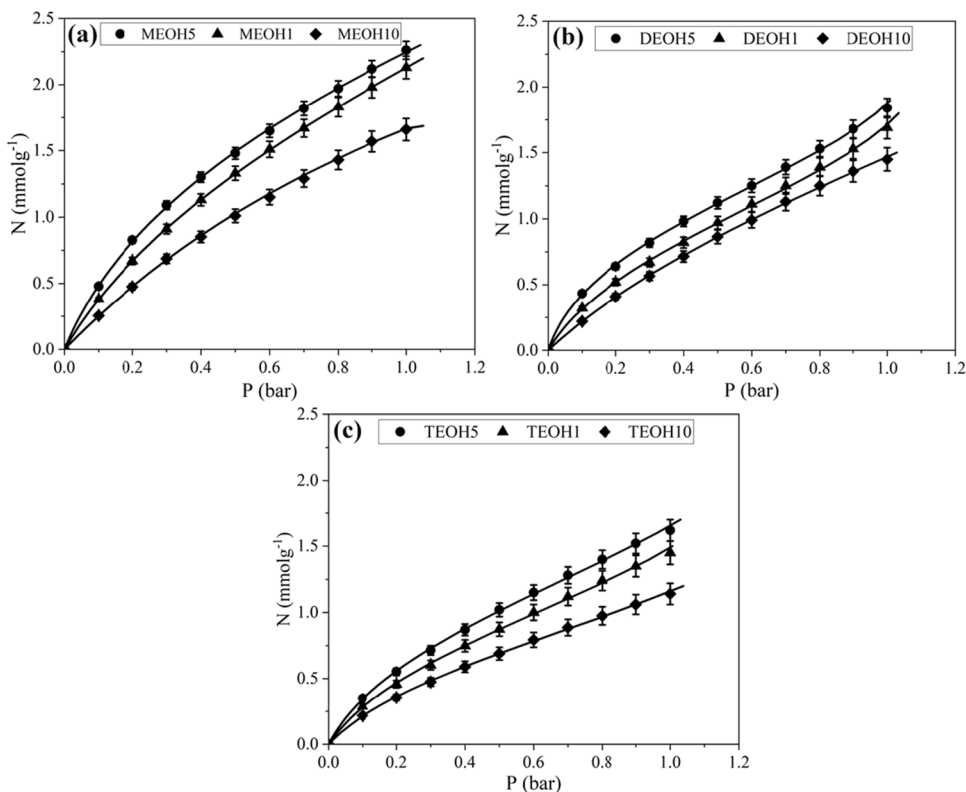 (a)
MEOH5 MEOH1 MEOH10
2.5
2.0
1.5
1.0
0.5
0.0
N (mmolg⁻¹)
0.0 0.2 0.4 0.6 0.8 1.0 1.2
P (bar)
(b)
DEOH5 DEOH1 DEOH10
2.5
2.0
1.5
1.0
0.5
0.0
N (mmolg⁻¹)
0.0 0.2 0.4 0.6 0.8 1.0 1.2
P (bar)
(c)
TEOH5 TEOH1 TEOH10
2.5
2.0
1.5
1.0
0.5
0.0
N (mmolg⁻¹)
0.0 0.2 0.4 0.6 0.8 1.0 1.2
P (bar)